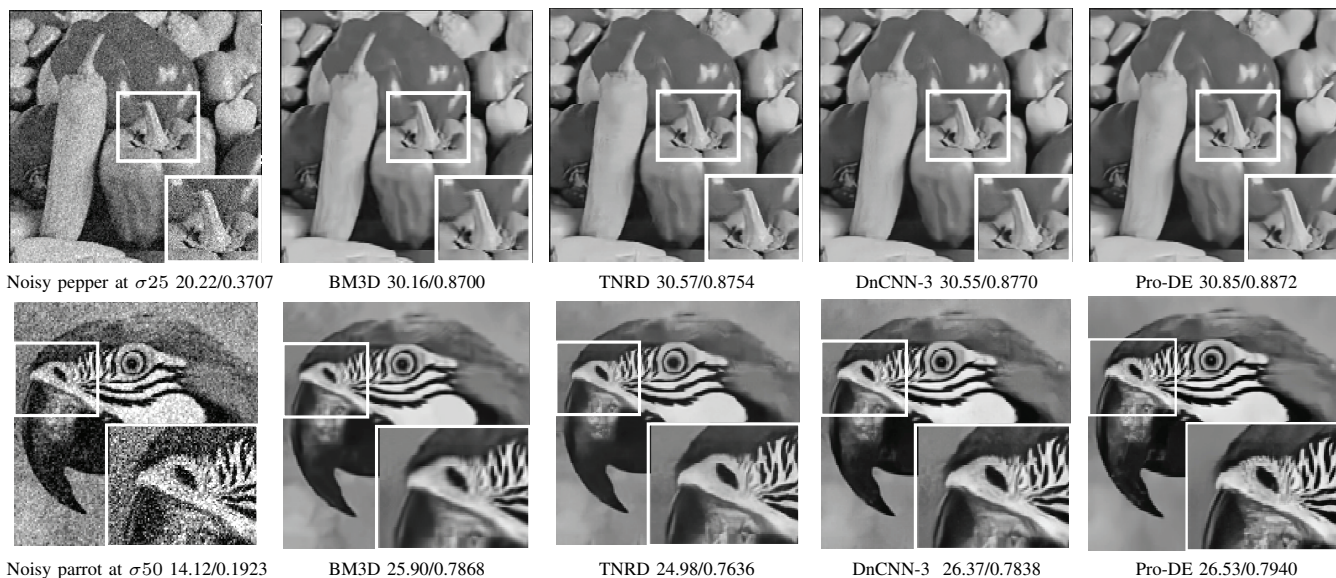 Noisy pepper at σ25 20.22/0.3707
BM3D 30.16/0.8700
TNRD 30.57/0.8754
DnCNN-3 30.55/0.8770
Pro-DE 30.85/0.8872
Noisy parrot at σ50 14.12/0.1923
BM3D 25.90/0.7868
TNRD 24.98/0.7636
DnCNN-3 26.37/0.7838
Pro-DE 26.53/0.7940